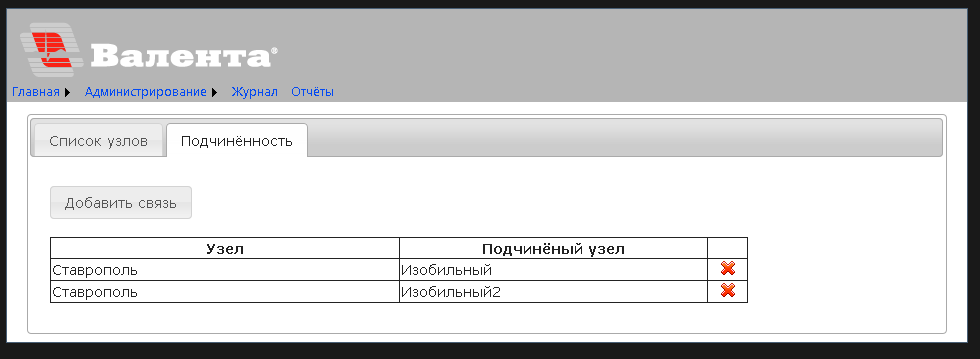 Валента®
Главная Администрирование Журнал Отчёты
Список узлов Подчинённость
Добавить связь
Узел Подчинёный узел
Ставрополь Изобильный
Ставрополь Изобильный2